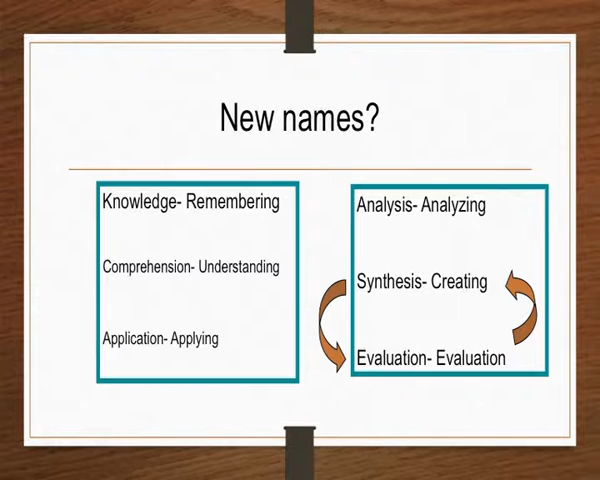 New names?
Knowledge- Remembering
Comprehension- Understanding
Application- Applying
Analysis- Analyzing
Synthesis- Creating
Evaluation- Evaluation